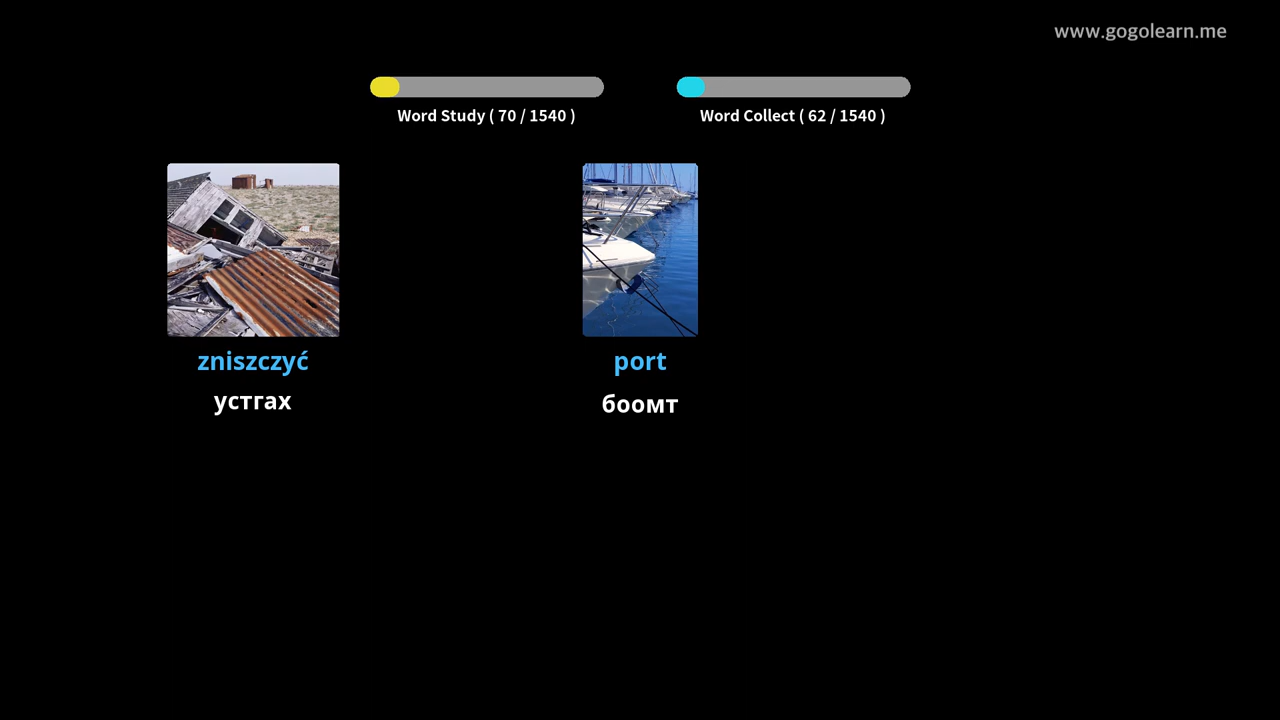 www.gogolearn.me
Word Study ( 70 / 1540 )
Word Collect ( 62 / 1540 )
zniszczyć
устгах
port
боомт